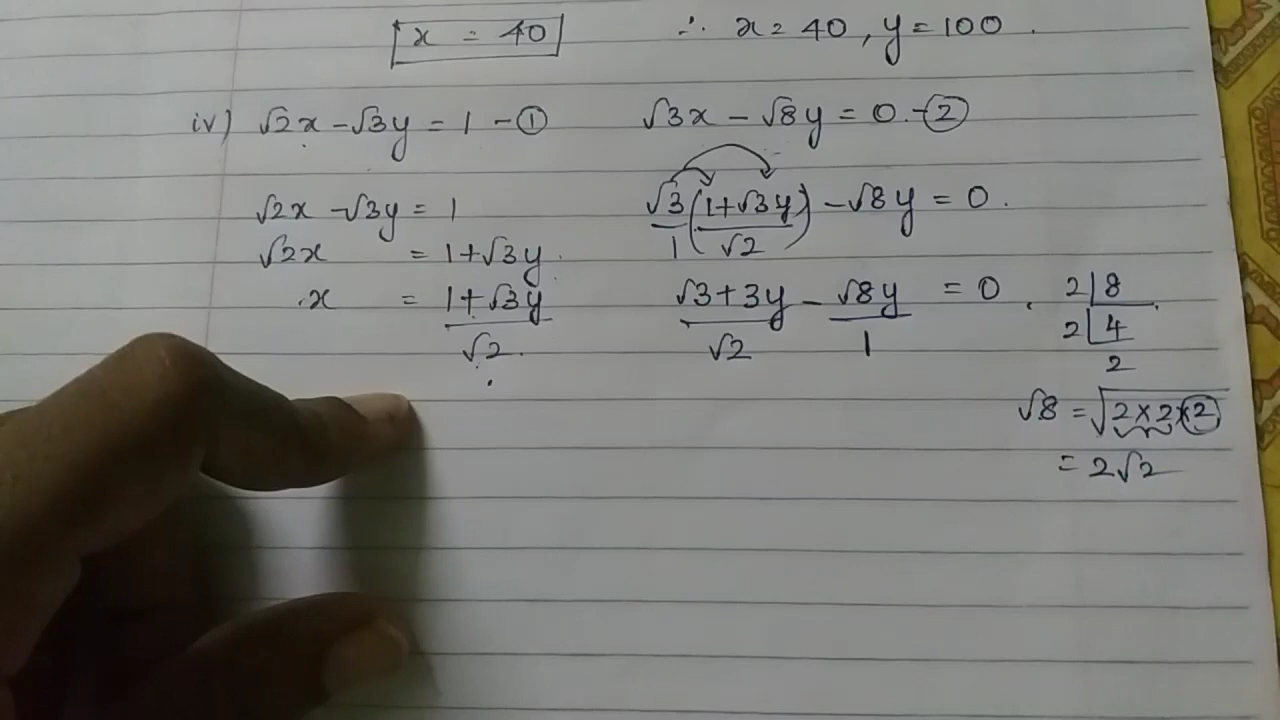 x = 40 ∴ x = 40, y = 100.
iv) √2x - √3y = 1 - ① √3x - √8y = 0. - ②
√2x - √3y = 1
√2x = 1 + √3y.
x = (1 + √3y)/√2.
√3/1 ((1 + √3y)/√2) - √8y = 0.
(√3 + 3y)/√2 - √8y/1 = 0.
2 | 8
2 | 4
2
√8 = √(2 × 2 × 2)
= 2√2